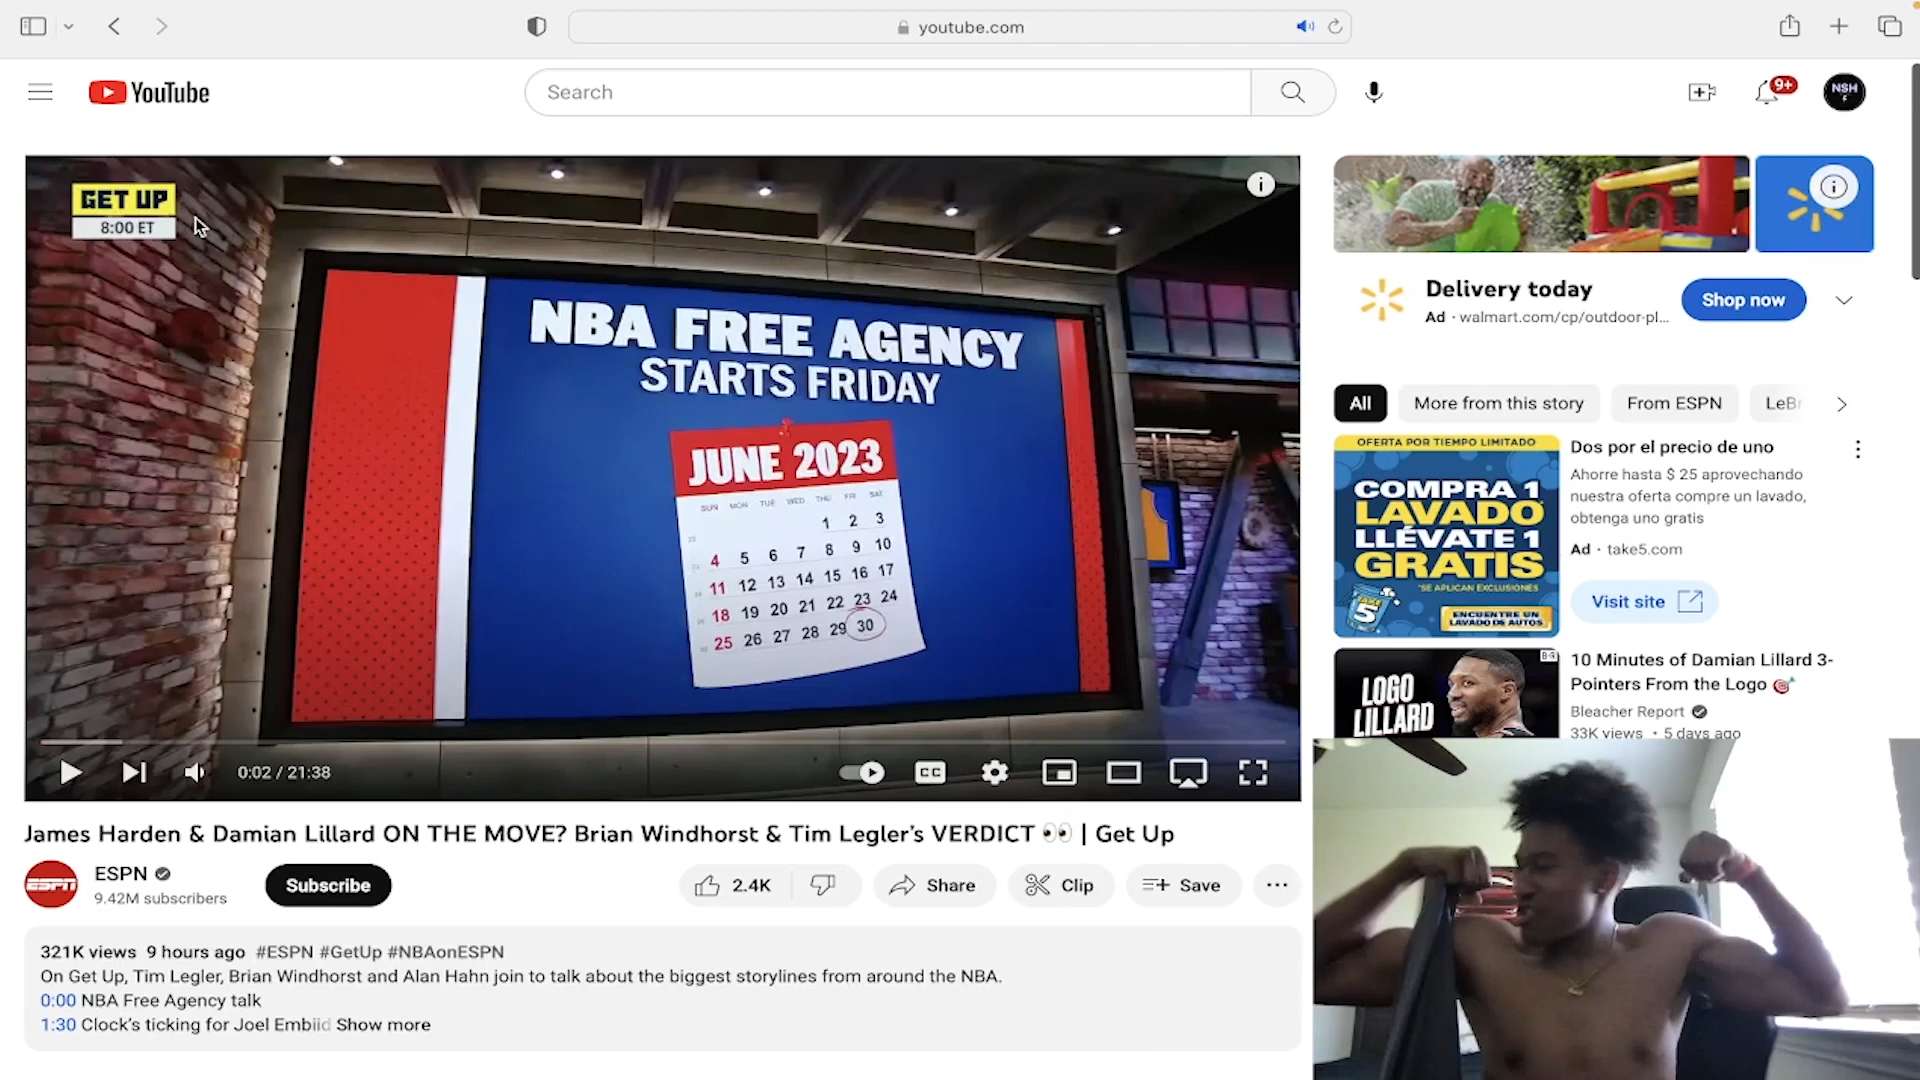 youtube.com
YouTube
Search
9+
NSH
GET UP
8:00 ET
NBA FREE AGENCY
STARTS FRIDAY
JUNE 2023
SUN MON TUE WED THU FRI SAT
1 2 3
4 5 6 7 8 9 10
11 12 13 14 15 16 17
18 19 20 21 22 23 24
25 26 27 28 29 30
0:02 / 21:38
CC
James Harden & Damian Lillard ON THE MOVE? Brian Windhorst & Tim Legler's VERDICT 👀 | Get Up
ESPN
ESPN
9.42M subscribers
Subscribe
2.4K
Share
Clip
Save
321K views 9 hours ago #ESPN #GetUp #NBAonESPN
On Get Up, Tim Legler, Brian Windhorst and Alan Hahn join to talk about the biggest storylines from around the NBA.
0:00 NBA Free Agency talk
1:30 Clock's ticking for Joel Embiid Show more
Delivery today
Ad · walmart.com/cp/outdoor-pl...
Shop now
All
More from this story
From ESPN
LeBr
OFERTA POR TIEMPO LIMITADO
COMPRA 1
LAVADO
LLÉVATE 1
GRATIS
*SE APLICAN EXCLUSIONES
TAKE 5
ENCUENTRE UN
LAVADO DE AUTOS
Dos por el precio de uno
Ahorre hasta $ 25 aprovechando
nuestra oferta compre un lavado,
obtenga uno gratis
Ad · take5.com
Visit site
LOGO
LILLARD
B/R
10 Minutes of Damian Lillard 3-
Pointers From the Logo 🎯
Bleacher Report
33K views · 5 days ago